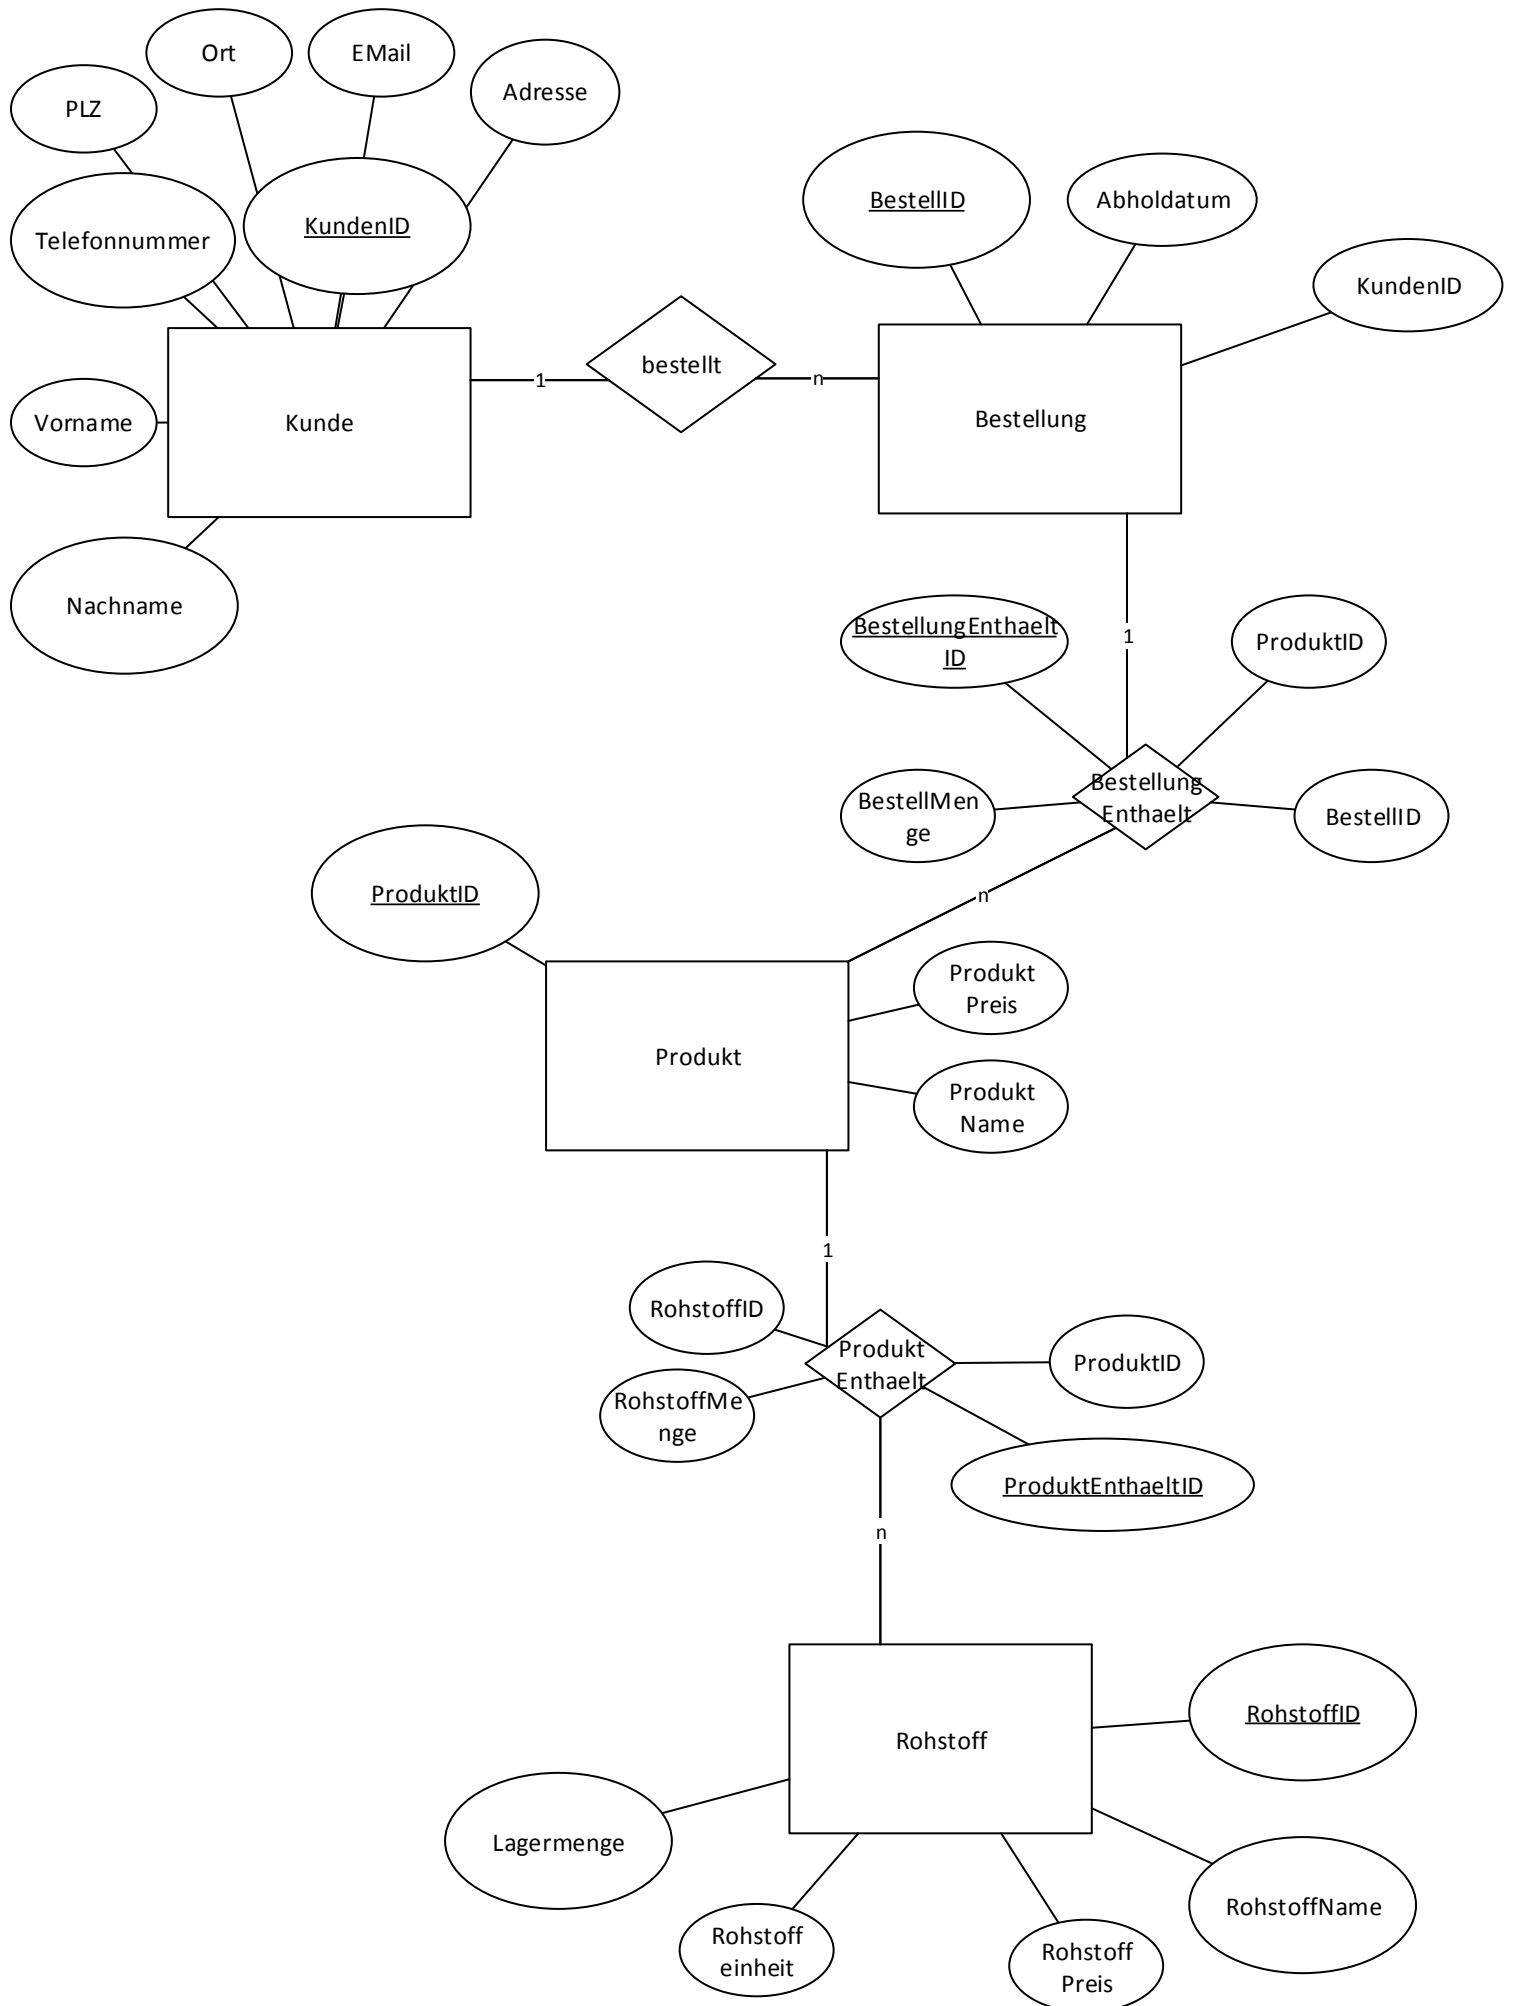 Ort
EMail
Adresse
PLZ
KundenID
Telefonnummer
BestellID
Abholdatum
KundenID
bestellt
1
n
Vorname
Kunde
Bestellung
Nachname
BestellungEnthaelt
ID
1
ProduktID
Bestellung
Enthaelt
BestellMen
ge
BestellID
n
ProduktID
Produkt
Preis
Produkt
Produkt
Name
1
RohstoffID
Produkt
Enthaelt
ProduktID
RohstoffMe
nge
ProduktEnthaeltID
n
Rohstoff
RohstoffID
Lagermenge
RohstoffName
Rohstoff
einheit
Rohstoff
Preis